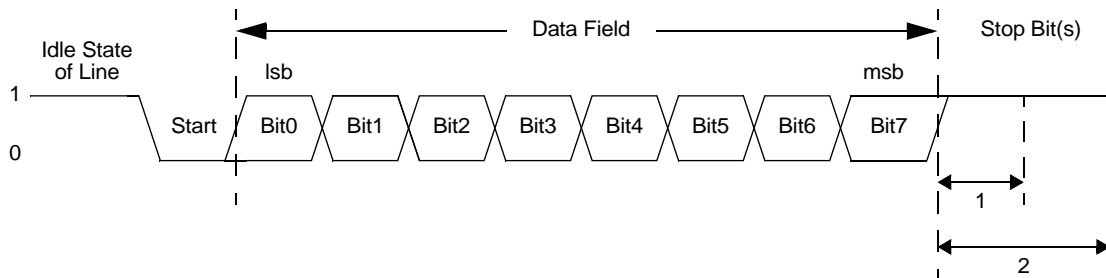 Data Field
Stop Bit(s)
Idle State
of Line
lsb
msb
1
Start
Bit0
Bit1
Bit2
Bit3
Bit4
Bit5
Bit6
Bit7
0
1
2